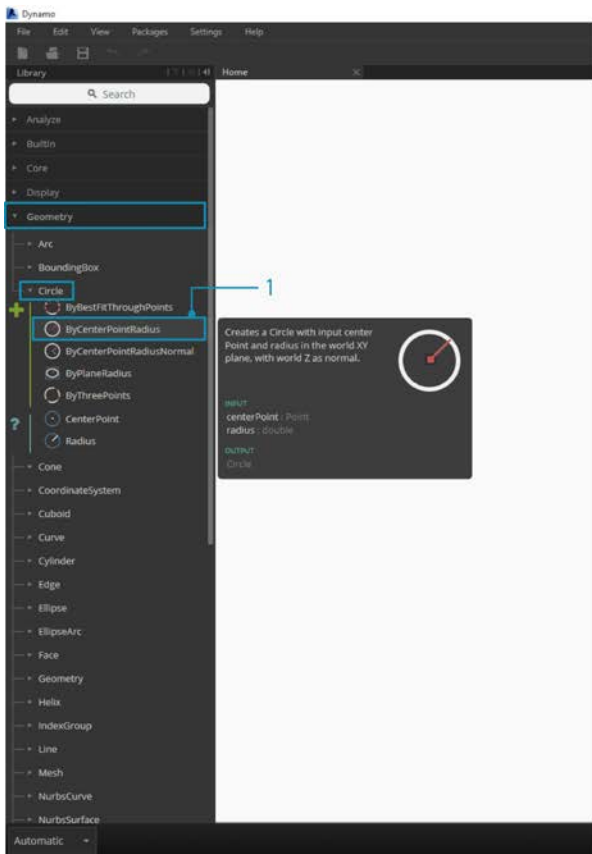 Dynamo
File Edit View Packages Settings Help
Library
Home
Search
Analyze
BuiltIn
Core
Display
Geometry
Arc
BoundingBox
Circle
1
ByBestFitThroughPoints
ByCenterPointRadius
ByCenterPointRadiusNormal
ByPlaneRadius
ByThreePoints
CenterPoint
?
Radius
Creates a Circle with input center
Point and radius in the world XY
plane, with world Z as normal.
INPUT
centerPoint : Point
radius : double
OUTPUT
Circle
Cone
CoordinateSystem
Cuboid
Curve
Cylinder
Edge
Ellipse
EllipseArc
Face
Geometry
Helix
IndexGroup
Line
Mesh
NurbsCurve
NurbsSurface
Automatic